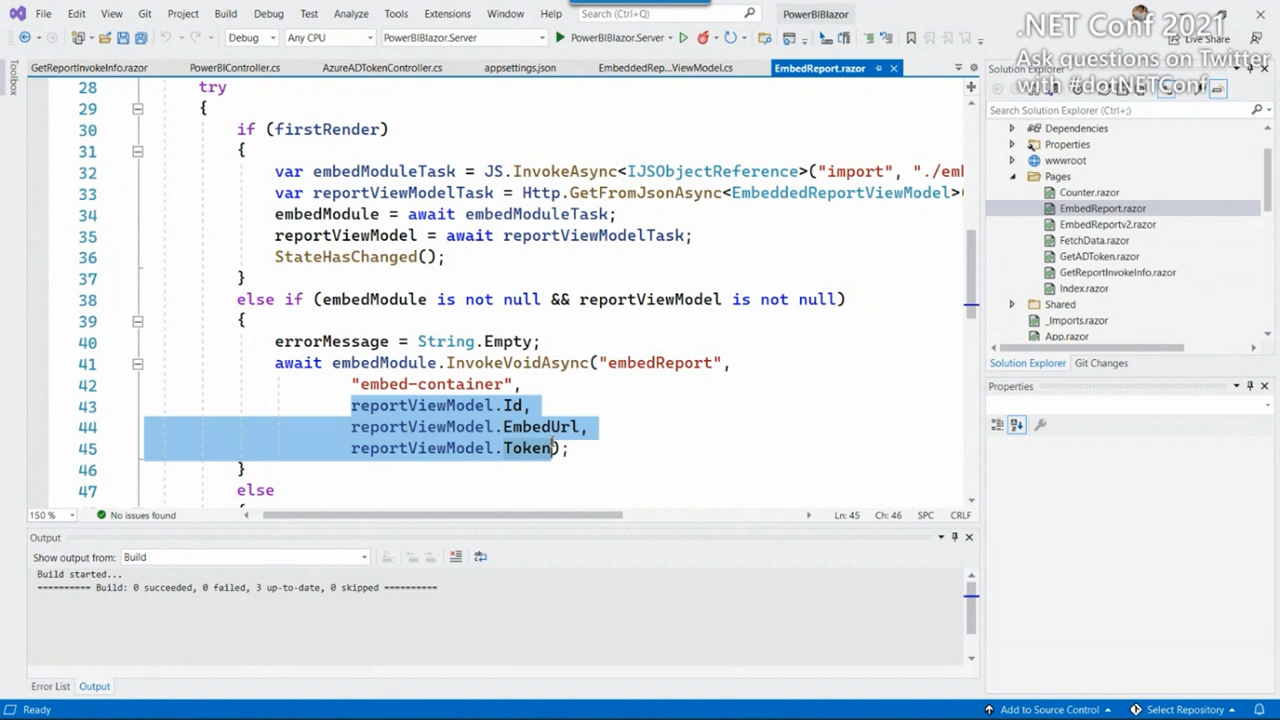 File Edit View Git Project Build Debug Test Analyze Tools Extensions Window Help Search (Ctrl+Q) PowerBIBlazor
.NET Conf 2021
Ask questions on Twitter
with #dotNETConf
Debug Any CPU PowerBIBlazor.Server PowerBIBlazor.Server Live Share
Toolbox
GetReportInvokeInfo.razor PowerBIController.cs AzureADTokenController.cs appsettings.json EmbeddedRep...ViewModel.cs EmbedReport.razor
28 try
29 {
30 if (firstRender)
31 {
32 var embedModuleTask = JS.InvokeAsync<IJSObjectReference>("import", "./em
33 var reportViewModelTask = Http.GetFromJsonAsync<EmbeddedReportViewModel>(
34 embedModule = await embedModuleTask;
35 reportViewModel = await reportViewModelTask;
36 StateHasChanged();
37 }
38 else if (embedModule is not null && reportViewModel is not null)
39 {
40 errorMessage = String.Empty;
41 await embedModule.InvokeVoidAsync("embedReport",
42 "embed-container",
43 reportViewModel.Id,
44 reportViewModel.EmbedUrl,
45 reportViewModel.Token);
46 }
47 else
150 % No issues found Ln: 45 Ch: 46 SPC CRLF
Output
Show output from: Build
Build started...
========== Build: 0 succeeded, 0 failed, 3 up-to-date, 0 skipped ==========
Error List Output
Solution Explorer
Search Solution Explorer (Ctrl+;)
Dependencies
Properties
wwwroot
Pages
Counter.razor
EmbedReport.razor
EmbedReportv2.razor
FetchData.razor
GetADToken.razor
GetReportInvokeInfo.razor
Index.razor
Shared
_Imports.razor
App.razor
Solution Explorer Git Changes
Properties
Ready Add to Source Control Select Repository